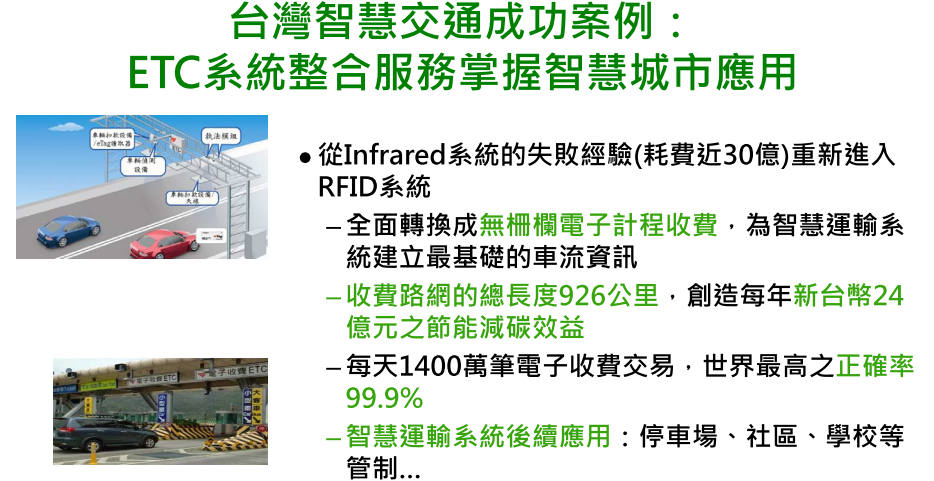 台灣智慧交通成功案例：
ETC系統整合服務掌握智慧城市應用
車輛扣款設備
/eTag讀取器
執法模組
車輛偵測
設備
車輛扣款設備/
天線
● 從Infrared系統的失敗經驗(耗費近30億)重新進入
RFID系統
– 全面轉換成無柵欄電子計程收費，為智慧運輸系
統建立最基礎的車流資訊
– 收費路網的總長度926公里，創造每年新台幣24
億元之節能減碳效益
– 每天1400萬筆電子收費交易，世界最高之正確率
99.9%
– 智慧運輸系統後續應用：停車場、社區、學校等
管制...
電子收費 ETC
電子收費 ETC
小型車
大客車